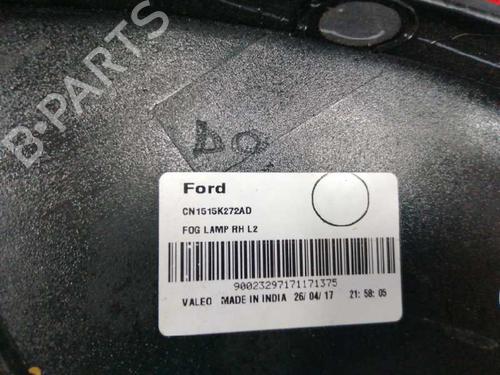 B-PARTS
Ford
CN1515K272AD
FOG LAMP RH L2
90023297171171375
VALEO MADE IN INDIA 26/04/17 21:58:05